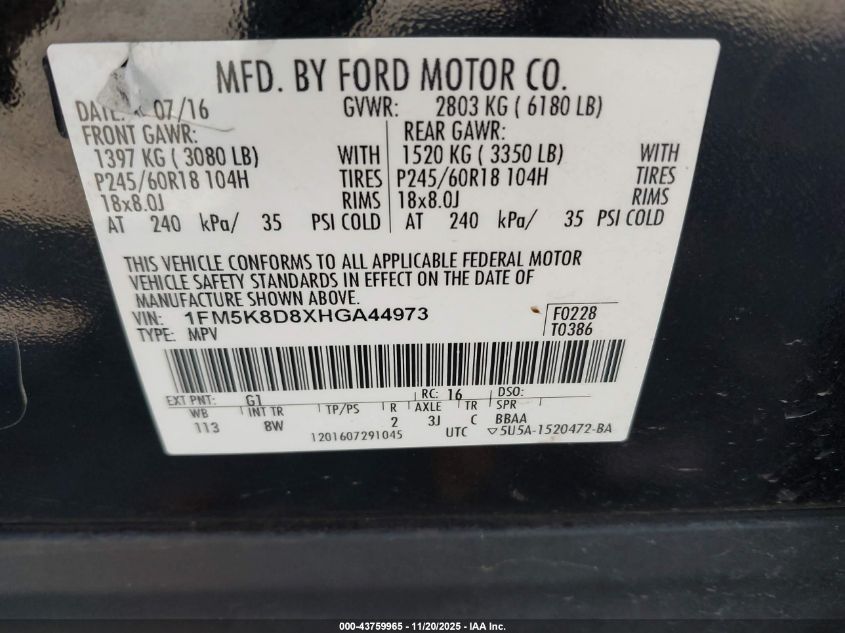 MFD. BY FORD MOTOR CO.
DATE: 07/16 GVWR: 2803 KG ( 6180 LB)
FRONT GAWR: REAR GAWR:
1397 KG ( 3080 LB) WITH 1520 KG ( 3350 LB) WITH
P245/60R18 104H TIRES P245/60R18 104H TIRES
18x8.0J RIMS 18x8.0J RIMS
AT 240 kPa/ 35 PSI COLD AT 240 kPa/ 35 PSI COLD
THIS VEHICLE CONFORMS TO ALL APPLICABLE FEDERAL MOTOR
VEHICLE SAFETY STANDARDS IN EFFECT ON THE DATE OF
MANUFACTURE SHOWN ABOVE.
VIN: 1FM5K8D8XHGA44973 F0228
TYPE: MPV T0386
EXT PNT: G1 RC: 16 DSO:
WB INT TR TP/PS R AXLE TR SPR
113 8W 2 3J C BBAA
1201607291045 UTC ▽5U5A-1520472-BA
000-43759965 - 11/20/2025 - IAA Inc.